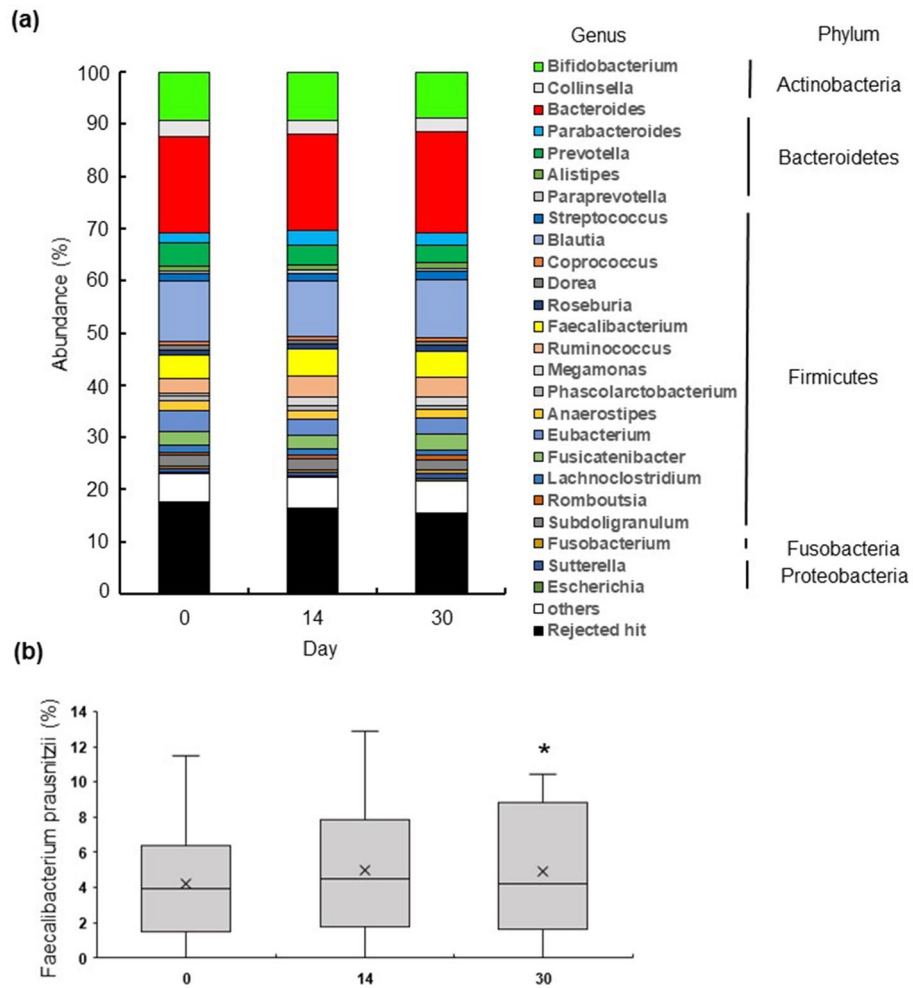 (a)
Genus
Phylum
Abundance (%)
100
90
80
70
60
50
40
30
20
10
0
0
14
30
Day
Bifidobacterium
Collinsella
Bacteroides
Parabacteroides
Prevotella
Alistipes
Paraprevotella
Streptococcus
Blautia
Coprococcus
Dorea
Roseburia
Faecalibacterium
Ruminococcus
Megamonas
Phascolarctobacterium
Anaerostipes
Eubacterium
Fusicatenibacter
Lachnoclostridium
Romboutsia
Subdoligranulum
Fusobacterium
Sutterella
Escherichia
others
Rejected hit
Actinobacteria
Bacteroidetes
Firmicutes
Fusobacteria
Proteobacteria
(b)
Faecalibacterium prausnitzii (%)
14
12
10
8
6
4
2
0
*
0
14
30